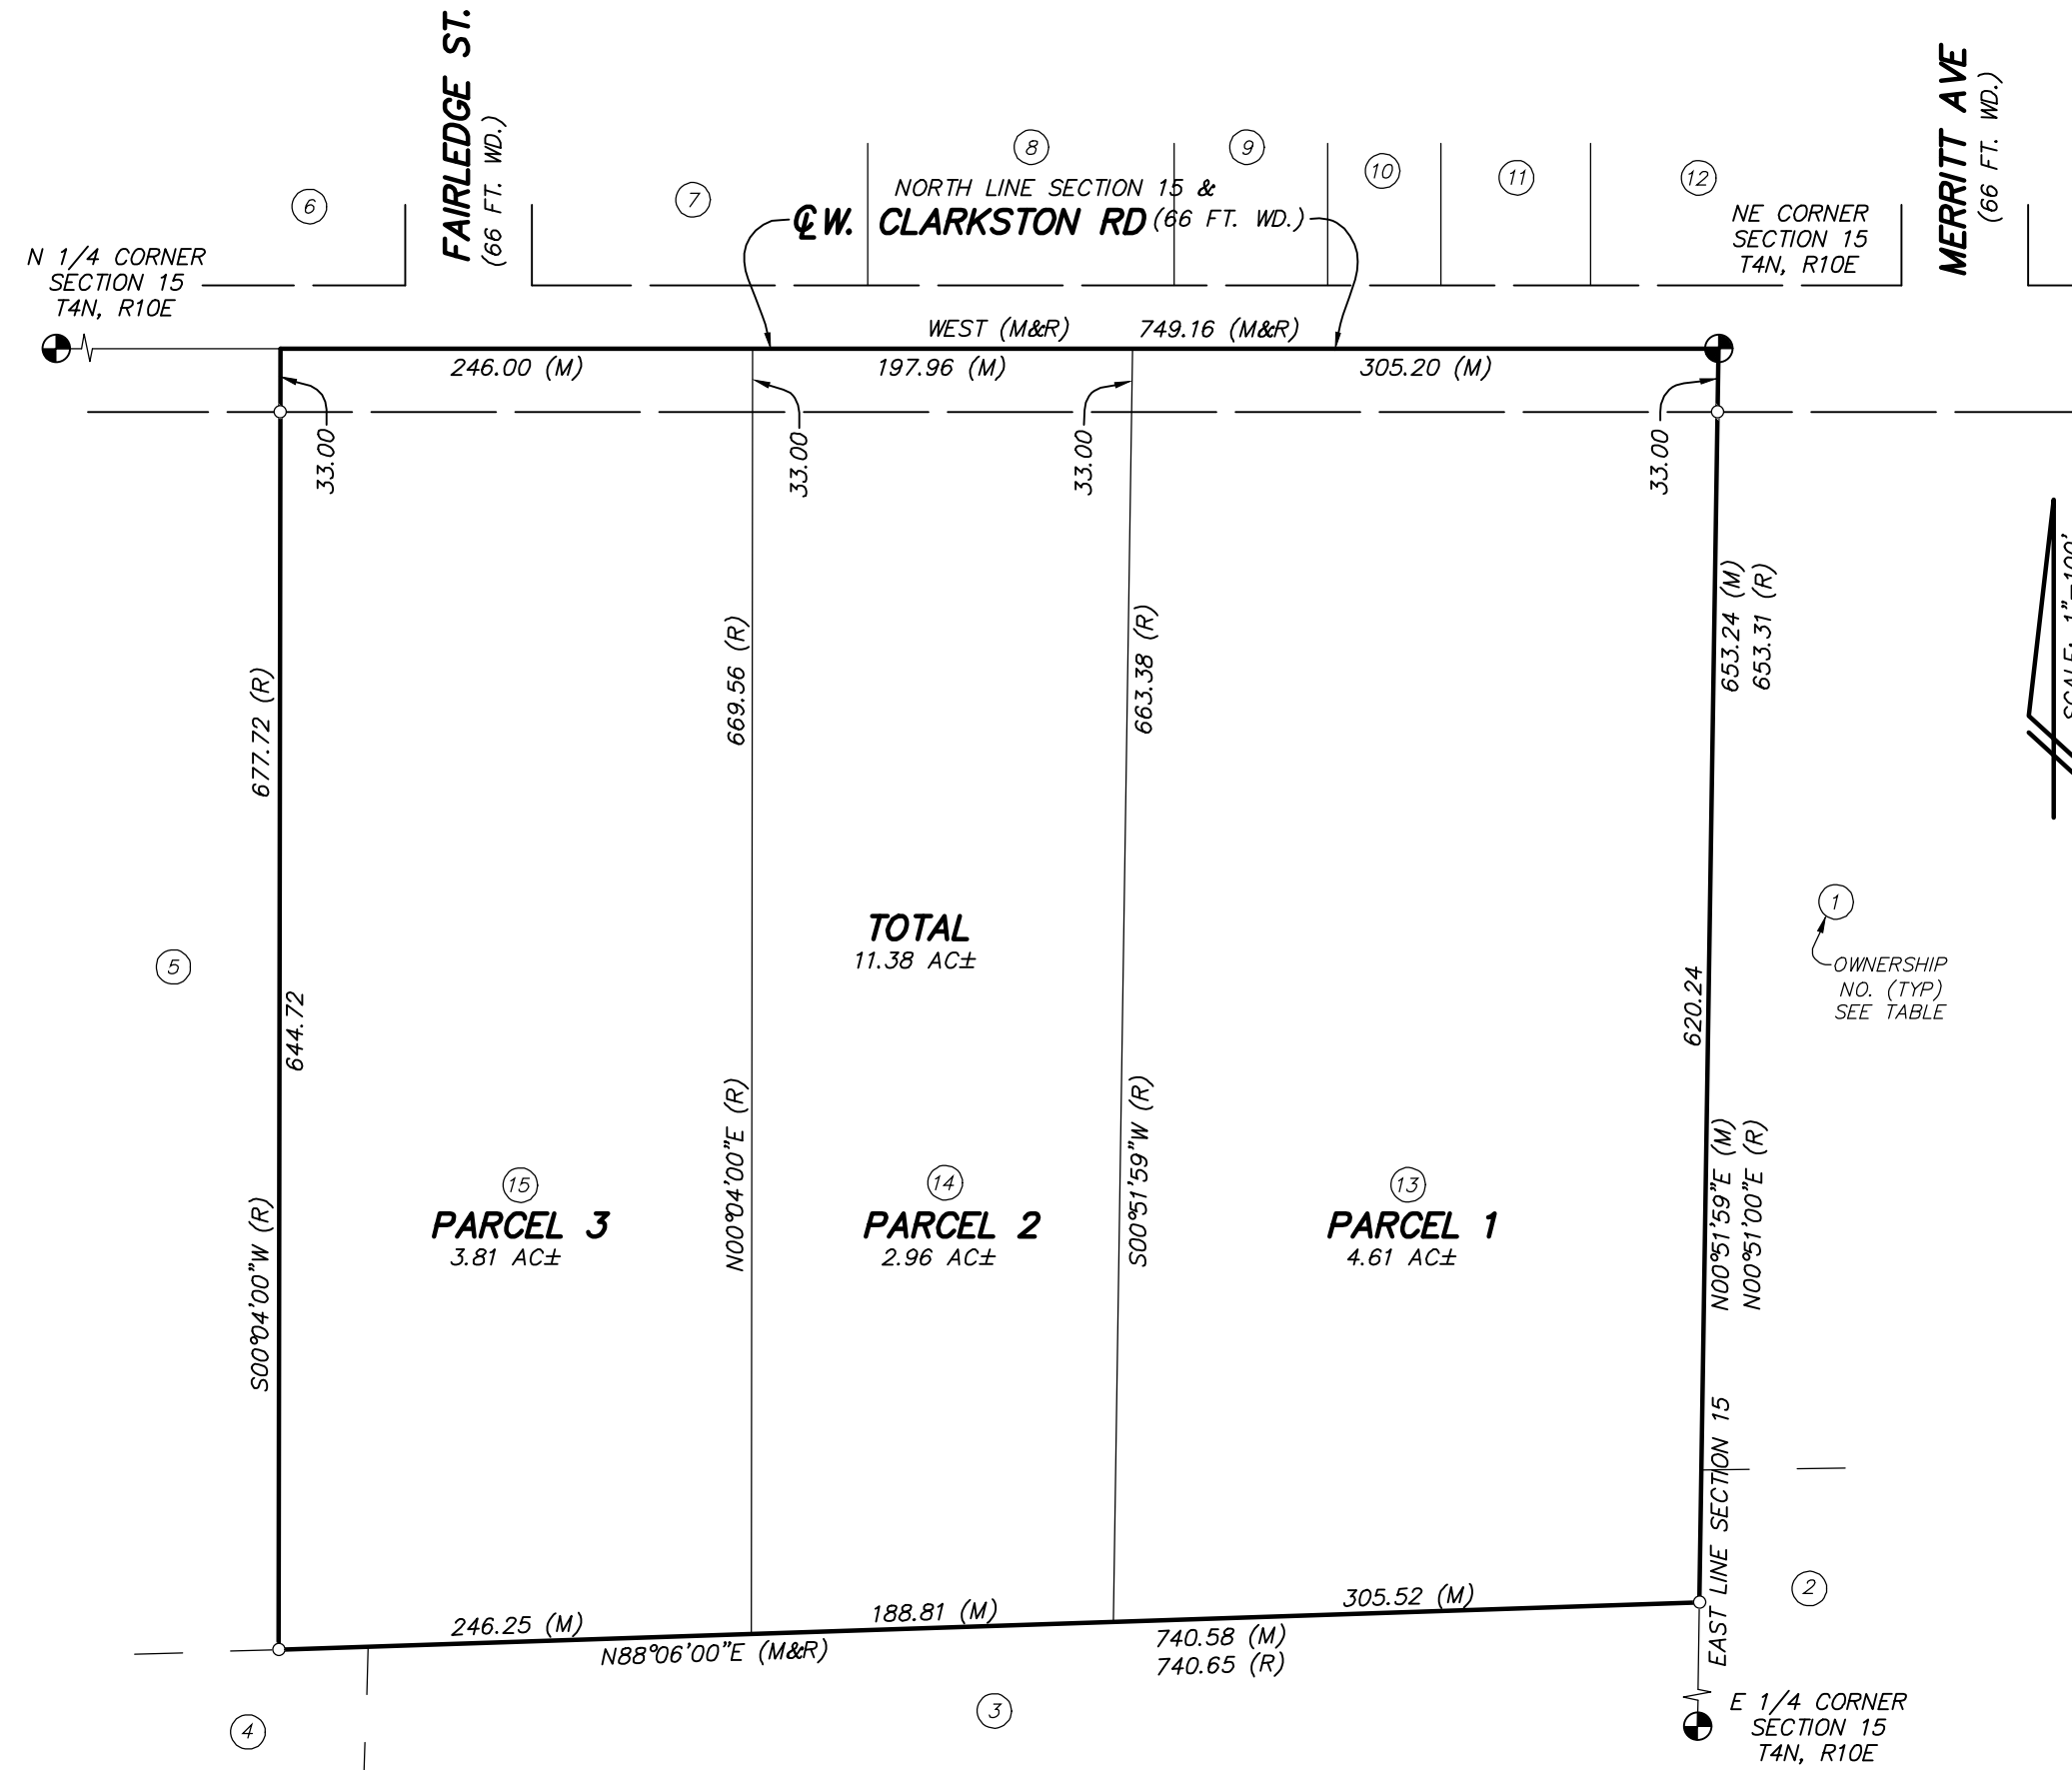 FAIRLEDGE ST.
(66 FT. WD.)
MERRITT AVE
(66 FT. WD.)
6
7
8
9
10
11
12
NORTH LINE SECTION 15 &
℄ W. CLARKSTON RD (66 FT. WD.)
N 1/4 CORNER
SECTION 15
T4N, R10E
NE CORNER
SECTION 15
T4N, R10E
WEST (M&R) 749.16 (M&R)
246.00 (M)
197.96 (M)
305.20 (M)
33.00
33.00
33.00
33.00
677.72 (R)
669.56 (R)
663.38 (R)
653.24 (M)
653.31 (R)
SCALE: 1"=100'
TOTAL
11.38 AC±
1
OWNERSHIP
NO. (TYP)
SEE TABLE
5
644.72
620.24
S00°04'00"W (R)
N00°04'00"E (R)
S00°51'59"W (R)
N00°51'59"E (M)
N00°51'00"E (R)
15
PARCEL 3
3.81 AC±
14
PARCEL 2
2.96 AC±
13
PARCEL 1
4.61 AC±
EAST LINE SECTION 15
2
246.25 (M)
188.81 (M)
305.52 (M)
N88°06'00"E (M&R)
740.58 (M)
740.65 (R)
3
4
E 1/4 CORNER
SECTION 15
T4N, R10E